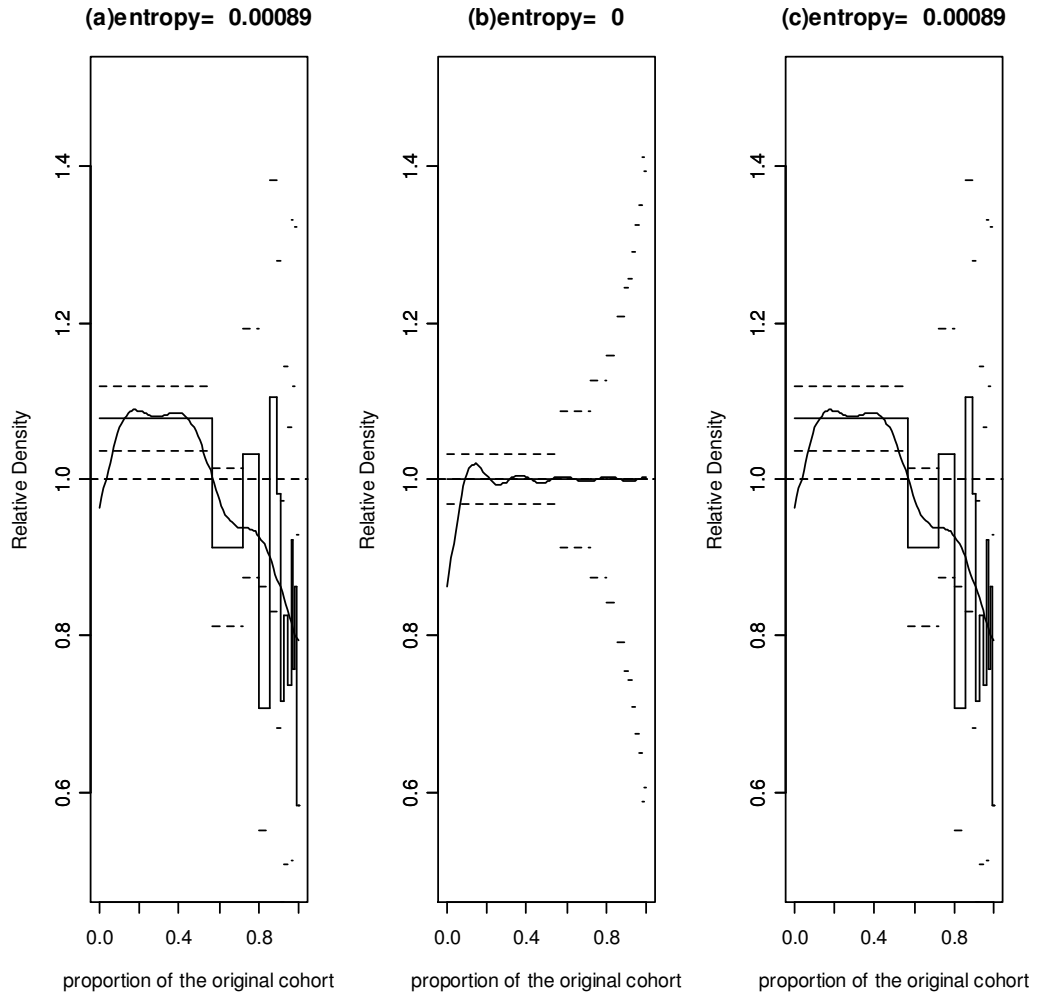 (a)entropy= 0.00089
Relative Density
1.4
1.2
1.0
0.8
0.6
0.0
0.4
0.8
proportion of the original cohort
(b)entropy= 0
Relative Density
1.4
1.2
1.0
0.8
0.6
0.0
0.4
0.8
proportion of the original cohort
(c)entropy= 0.00089
Relative Density
1.4
1.2
1.0
0.8
0.6
0.0
0.4
0.8
proportion of the original cohort